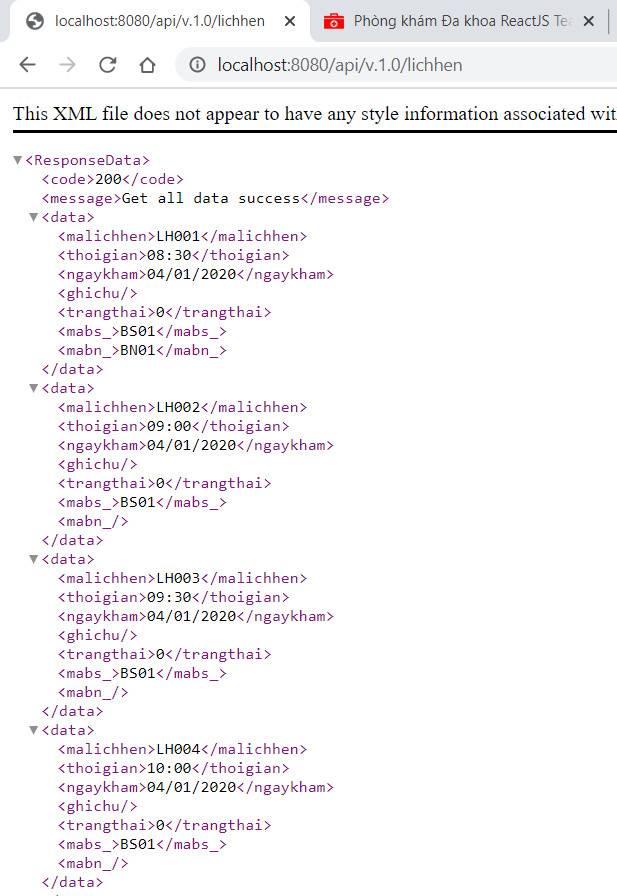 localhost:8080/api/v.1.0/lichhen
Phòng khám Đa khoa ReactJS Tea
localhost:8080/api/v.1.0/lichhen
This XML file does not appear to have any style information associated wit
<ResponseData>
<code>200</code>
<message>Get all data success</message>
<data>
<malichhen>LH001</malichhen>
<thoigian>08:30</thoigian>
<ngaykham>04/01/2020</ngaykham>
<ghichu/>
<trangthai>0</trangthai>
<mabs_>BS01</mabs_>
<mabn_>BN01</mabn_>
</data>
<data>
<malichhen>LH002</malichhen>
<thoigian>09:00</thoigian>
<ngaykham>04/01/2020</ngaykham>
<ghichu/>
<trangthai>0</trangthai>
<mabs_>BS01</mabs_>
<mabn_/>
</data>
<data>
<malichhen>LH003</malichhen>
<thoigian>09:30</thoigian>
<ngaykham>04/01/2020</ngaykham>
<ghichu/>
<trangthai>0</trangthai>
<mabs_>BS01</mabs_>
<mabn_/>
</data>
<data>
<malichhen>LH004</malichhen>
<thoigian>10:00</thoigian>
<ngaykham>04/01/2020</ngaykham>
<ghichu/>
<trangthai>0</trangthai>
<mabs_>BS01</mabs_>
<mabn_/>
</data>